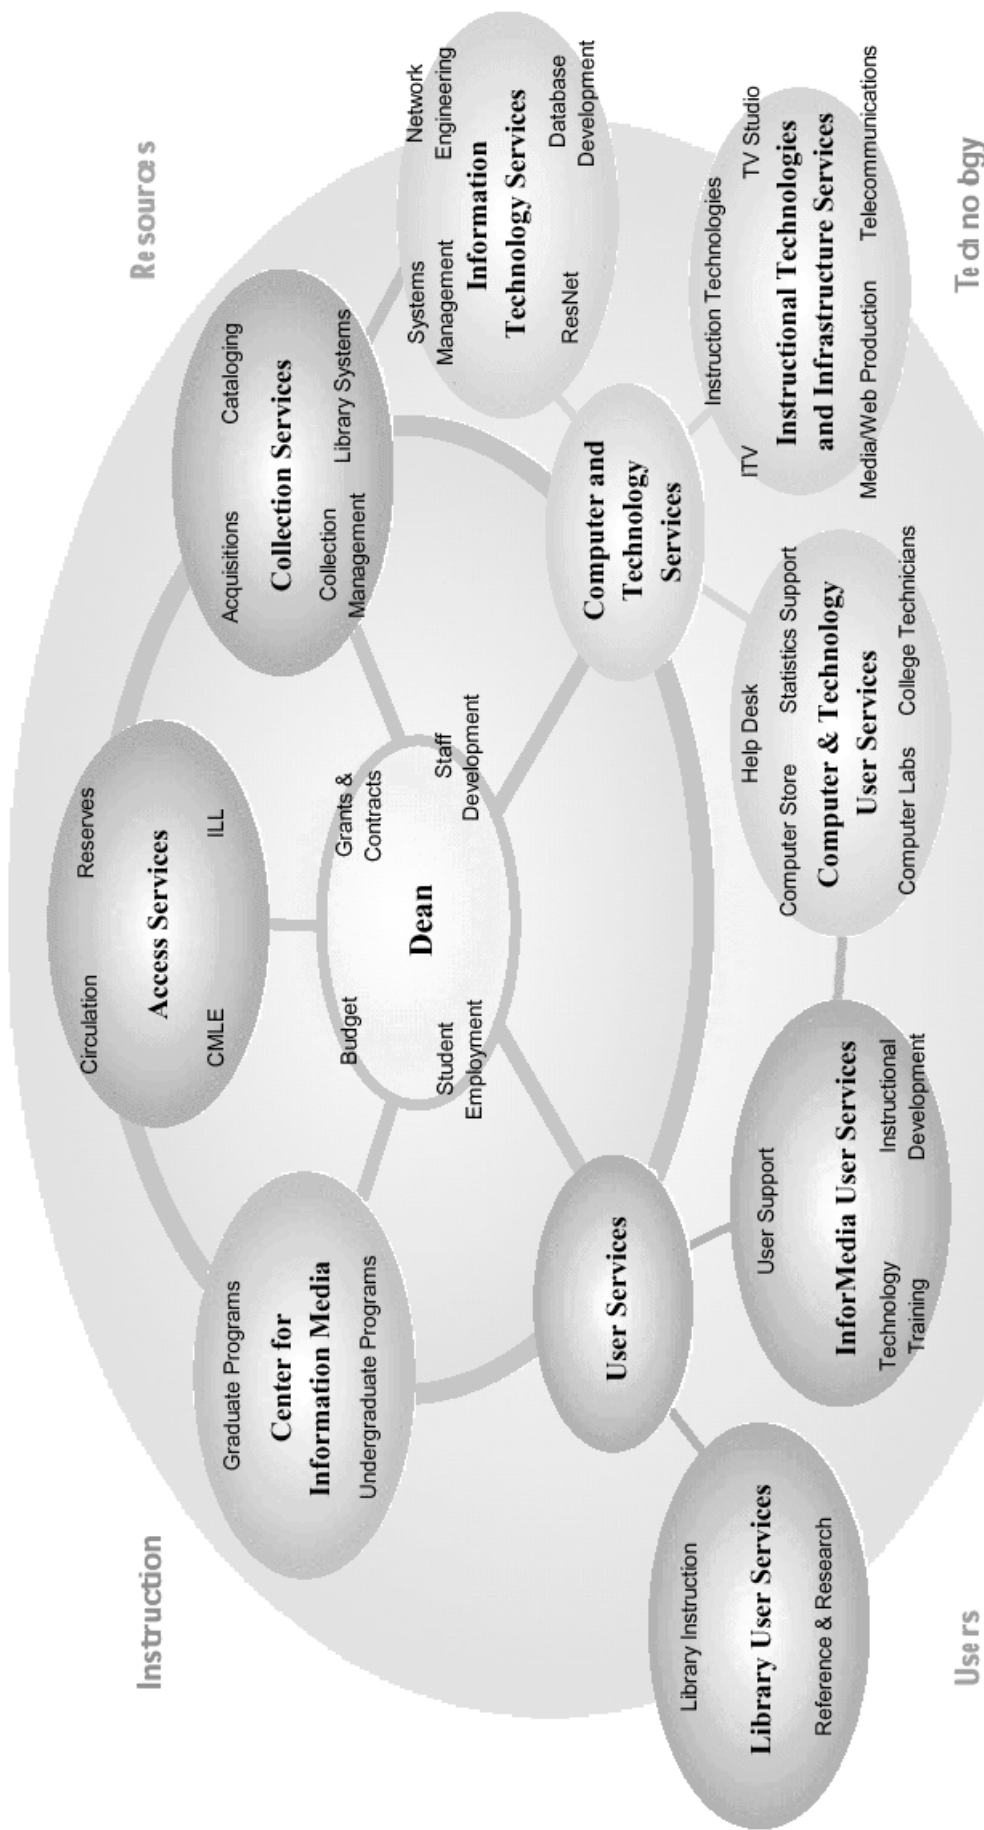 Instruction
Resources
Circulation
Reserves
Access Services
CMLE
ILL
Graduate Programs
Center for
Information Media
Undergraduate Programs
Acquisitions
Cataloging
Collection Services
Collection
Management
Library Systems
Budget
Grants &
Contracts
Dean
Student
Employment
Staff
Development
Systems
Management
Network
Engineering
Information
Technology Services
ResNet
Database
Development
User Services
Computer and
Technology
Services
Library Instruction
Library User Services
Reference & Research
User Support
InforMedia User Services
Technology
Training
Instructional
Development
Help Desk
Computer Store
Statistics Support
Computer & Technology
User Services
Computer Labs
College Technicians
Instruction Technologies
ITV
TV Studio
Instructional Technologies
and Infrastructure Services
Media/Web Production
Telecommunications
Users
Technology